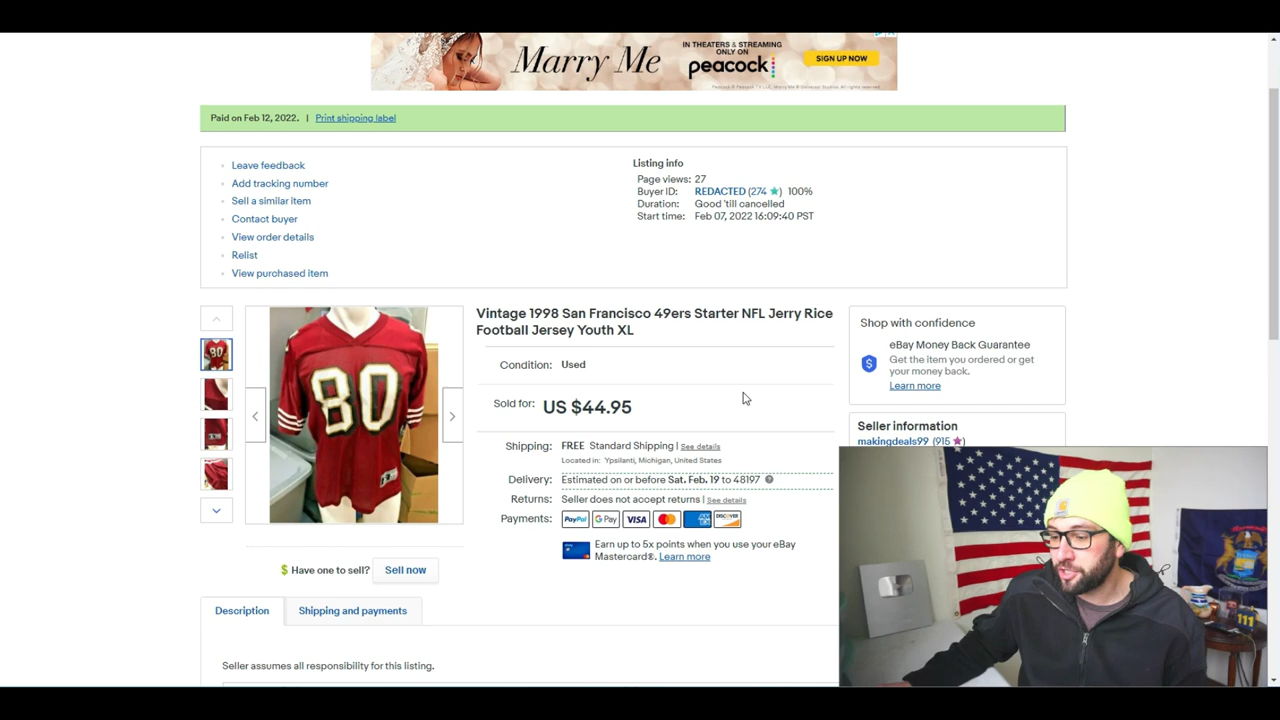 Marry Me
IN THEATERS & STREAMING
ONLY ON
peacock
SIGN UP NOW
Paid on Feb 12, 2022. | Print shipping label
Leave feedback
Add tracking number
Sell a similar item
Contact buyer
View order details
Relist
View purchased item
Listing info
Page views: 27
Buyer ID: REDACTED (274 ) 100%
Duration: Good 'till cancelled
Start time: Feb 07, 2022 16:09:40 PST
80
80
Vintage 1998 San Francisco 49ers Starter NFL Jerry Rice
Football Jersey Youth XL
Condition: Used
Sold for: US $44.95
Shipping: FREE Standard Shipping | See details
Located in: Ypsilanti, Michigan, United States
Delivery: Estimated on or before Sat. Feb. 19 to 48197
Returns: Seller does not accept returns | See details
Payments: PayPal G Pay VISA DISCOVER
Earn up to 5x points when you use your eBay
Mastercard®. Learn more
Shop with confidence
eBay Money Back Guarantee
Get the item you ordered or get
your money back.
Learn more
Seller information
makingdeals99 (915 )
$ Have one to sell? Sell now
Description
Shipping and payments
Seller assumes all responsibility for this listing.
111